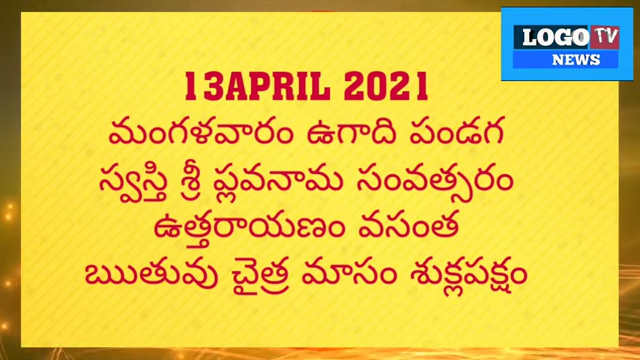 LOGO TV
NEWS
13APRIL 2021
మంగళవారం ఉగాది పండగ
స్వస్తి శ్రీ ప్లవనామ సంవత్సరం
ఉత్తరాయణం వసంత
ఋతువు చైత్ర మాసం శుక్లపక్షం